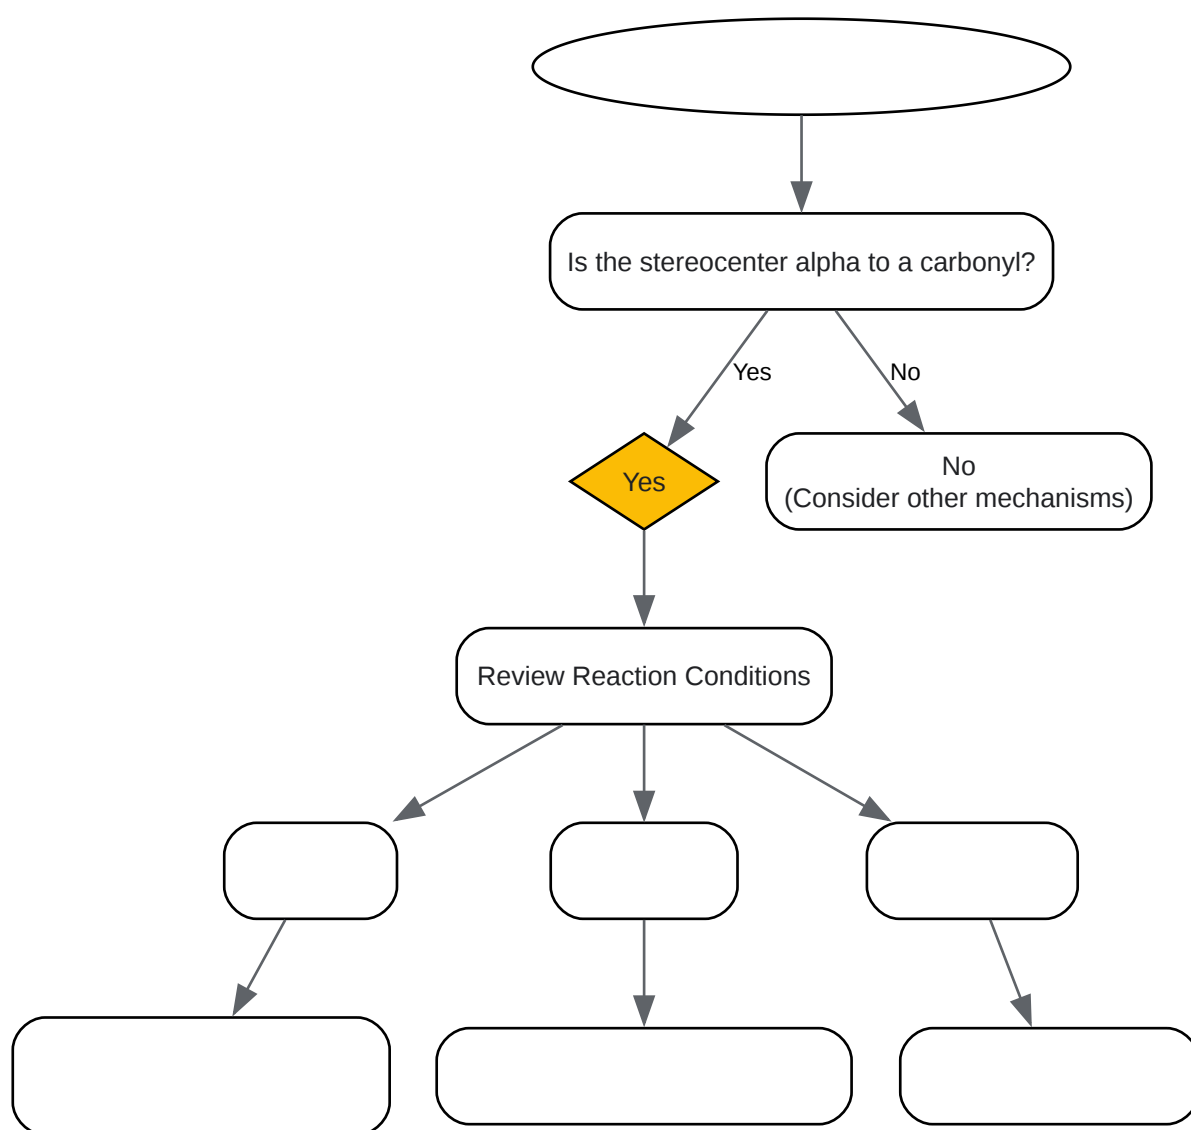 Is the stereocenter alpha to a carbonyl?
Yes
No
Yes
No
(Consider other mechanisms)
Review Reaction Conditions